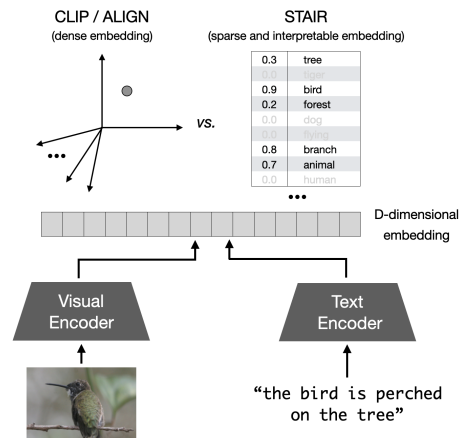 CLIP / ALIGN
(dense embedding)
STAIR
(sparse and interpretable embedding)
vs.
0.3 tree
0.0 tiger
0.9 bird
0.2 forest
0.0 dog
0.0 flying
0.8 branch
0.7 animal
0.0 human
D-dimensional
embedding
Visual
Encoder
Text
Encoder
“the bird is perched
on the tree”